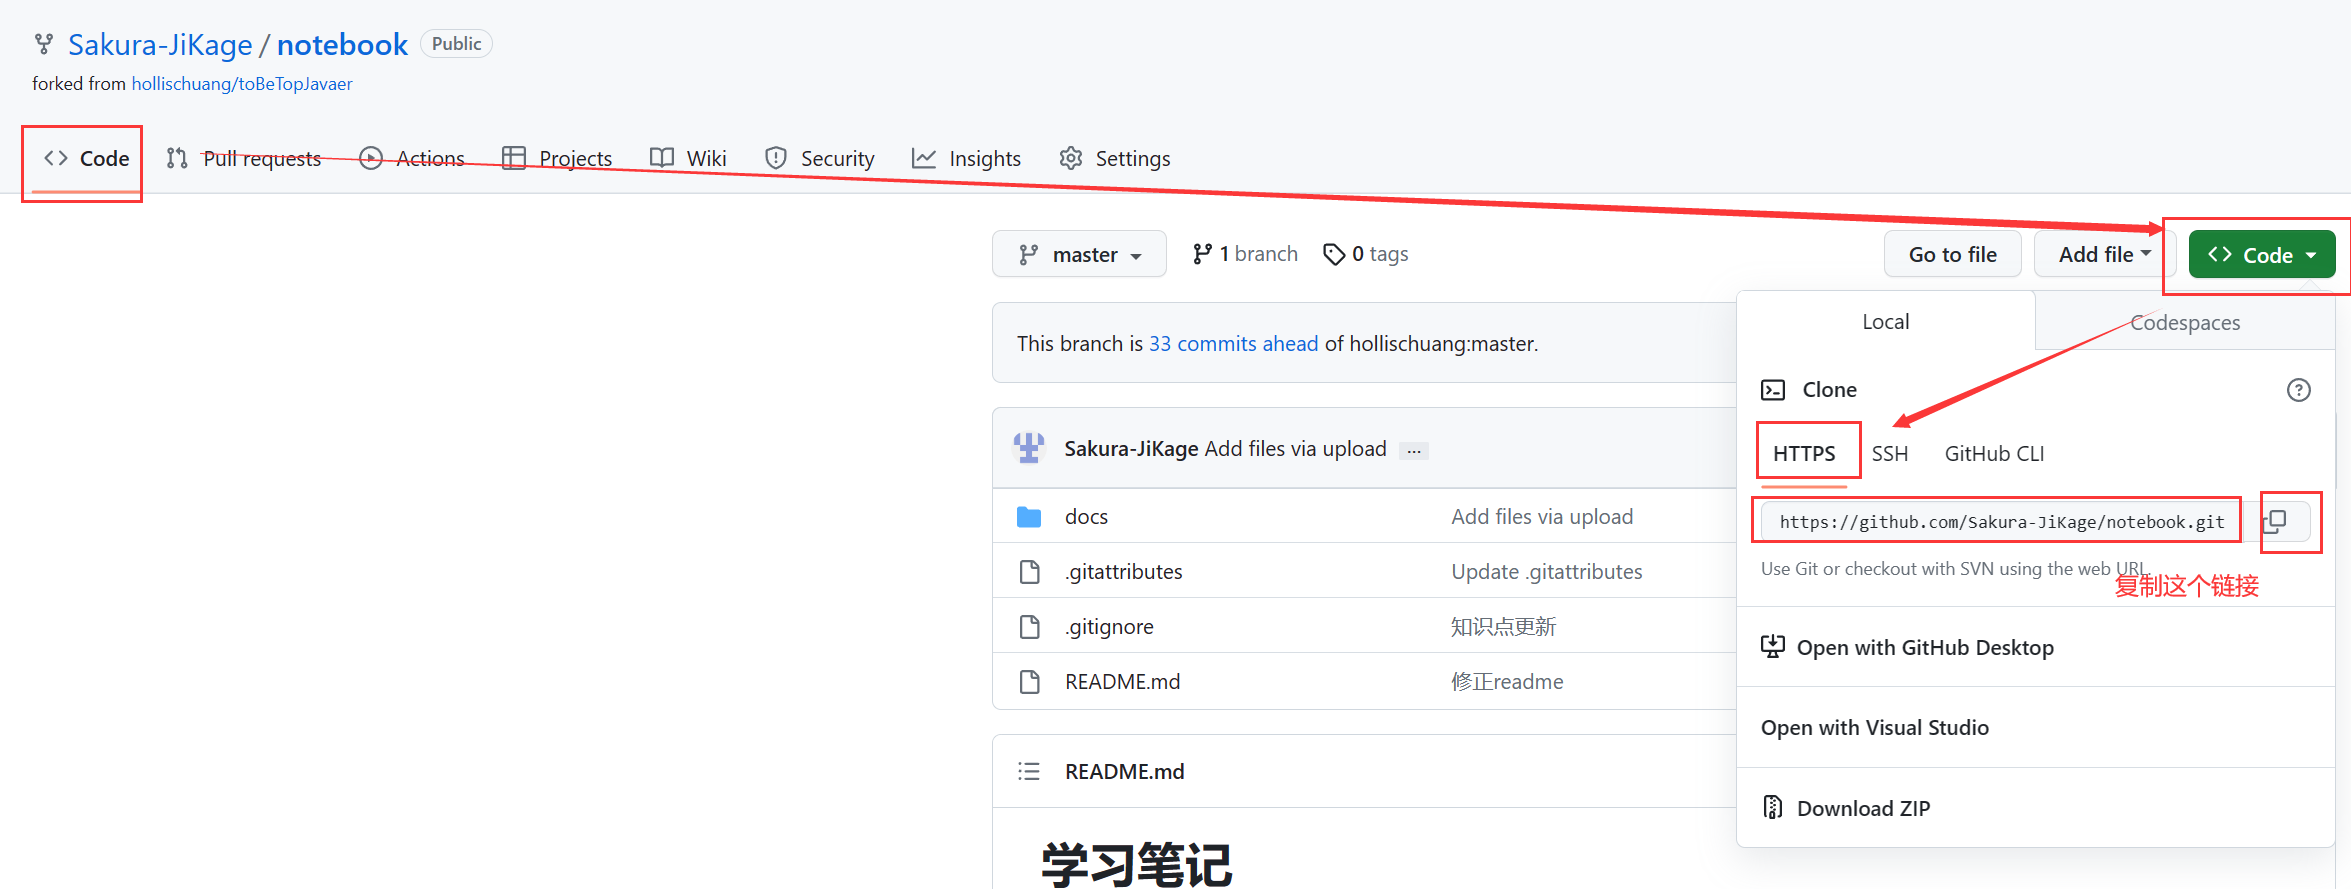 Sakura-JiKage / notebook Public
forked from hollischuang/toBeTopJavaer
Code Pull requests Actions Projects Wiki Security Insights Settings
master 1 branch 0 tags Go to file Add file Code
This branch is 33 commits ahead of hollischuang:master.
Sakura-JiKage Add files via upload ...
docs Add files via upload
.gitattributes Update .gitattributes
.gitignore 知识点更新
README.md 修正readme
README.md
学习笔记
Local Codespaces
Clone
HTTPS SSH GitHub CLI
https://github.com/Sakura-JiKage/notebook.git
Use Git or checkout with SVN using the web URL.
复制这个链接
Open with GitHub Desktop
Open with Visual Studio
Download ZIP